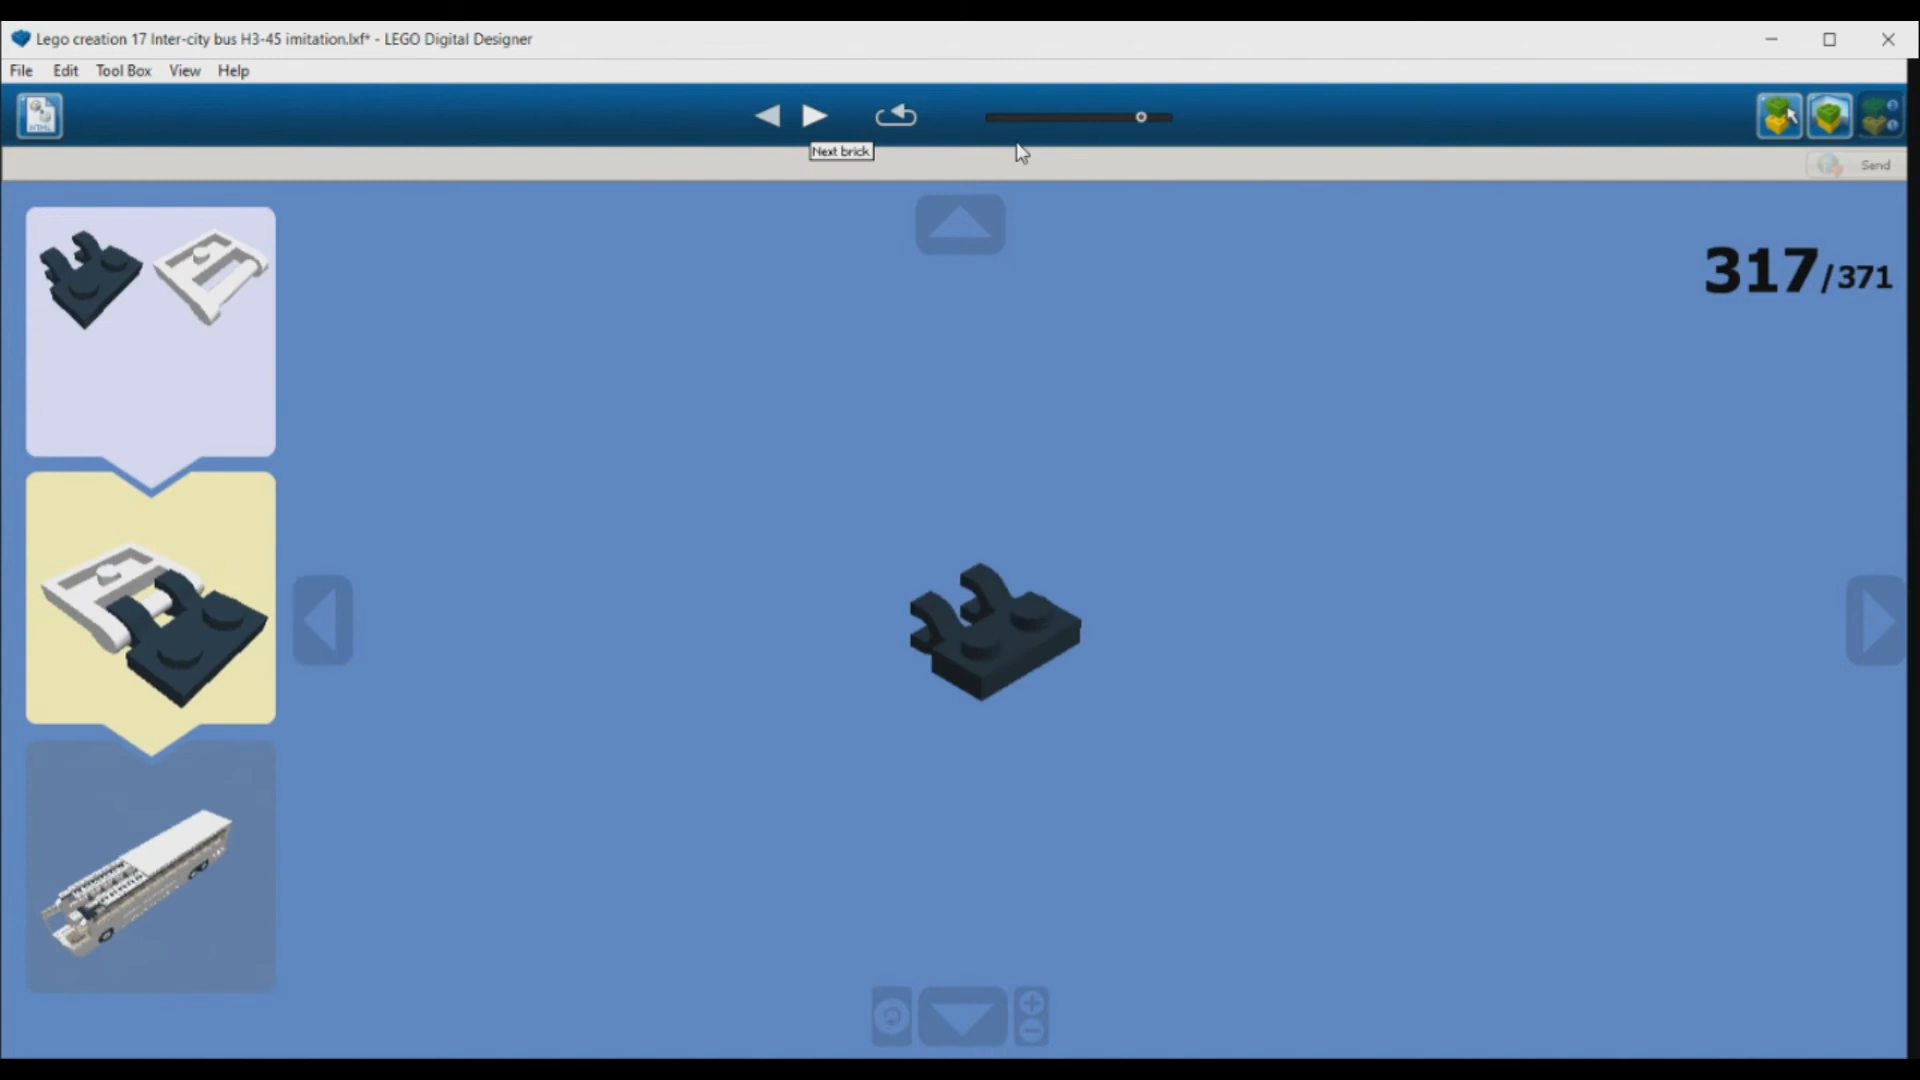 Lego creation 17 Inter-city bus H3-45 imitation.lxf* - LEGO Digital Designer
File Edit Tool Box View Help
HTML
Next brick
Send
317/371